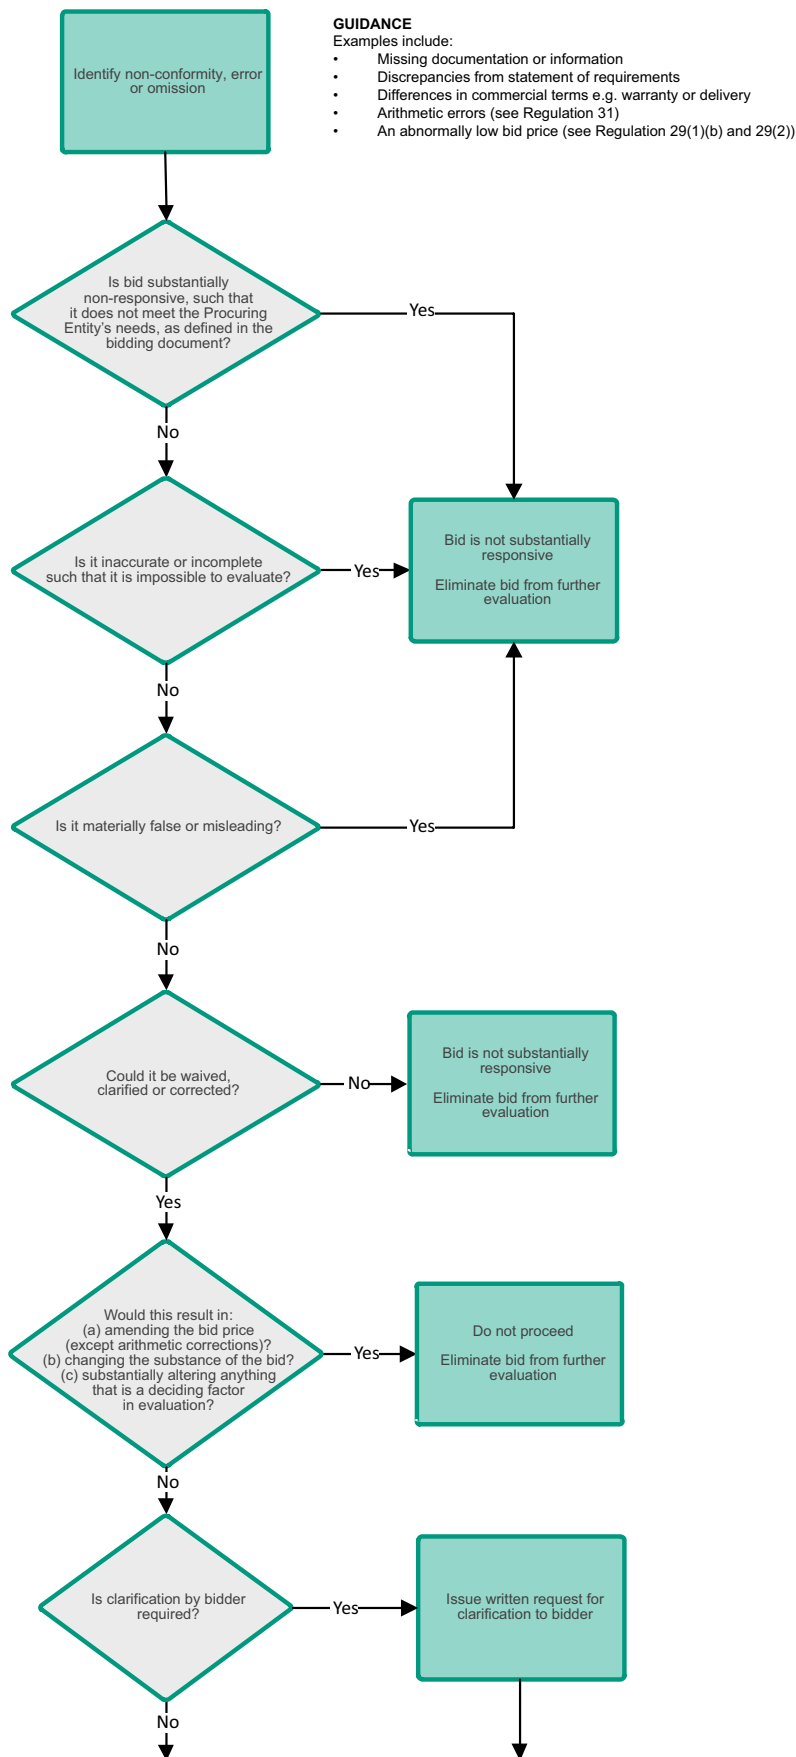 GUIDANCE
Examples include:
• Missing documentation or information
• Discrepancies from statement of requirements
• Differences in commercial terms e.g. warranty or delivery
• Arithmetic errors (see Regulation 31)
• An abnormally low bid price (see Regulation 29(1)(b) and 29(2))
Identify non-conformity, error
or omission
Is bid substantially
non-responsive, such that
it does not meet the Procuring
Entity's needs, as defined in the
bidding document?
Yes
No
Bid is not substantially
responsive
Eliminate bid from further
evaluation
Is it inaccurate or incomplete
such that it is impossible to evaluate?
Yes
No
Is it materially false or misleading?
Yes
No
Could it be waived,
clarified or corrected?
No
Bid is not substantially
responsive
Eliminate bid from further
evaluation
Yes
Would this result in:
(a) amending the bid price
(except arithmetic corrections)?
(b) changing the substance of the bid?
(c) substantially altering anything
that is a deciding factor
in evaluation?
Yes
Do not proceed
Eliminate bid from further
evaluation
No
Is clarification by bidder
required?
Yes
Issue written request for
clarification to bidder
No